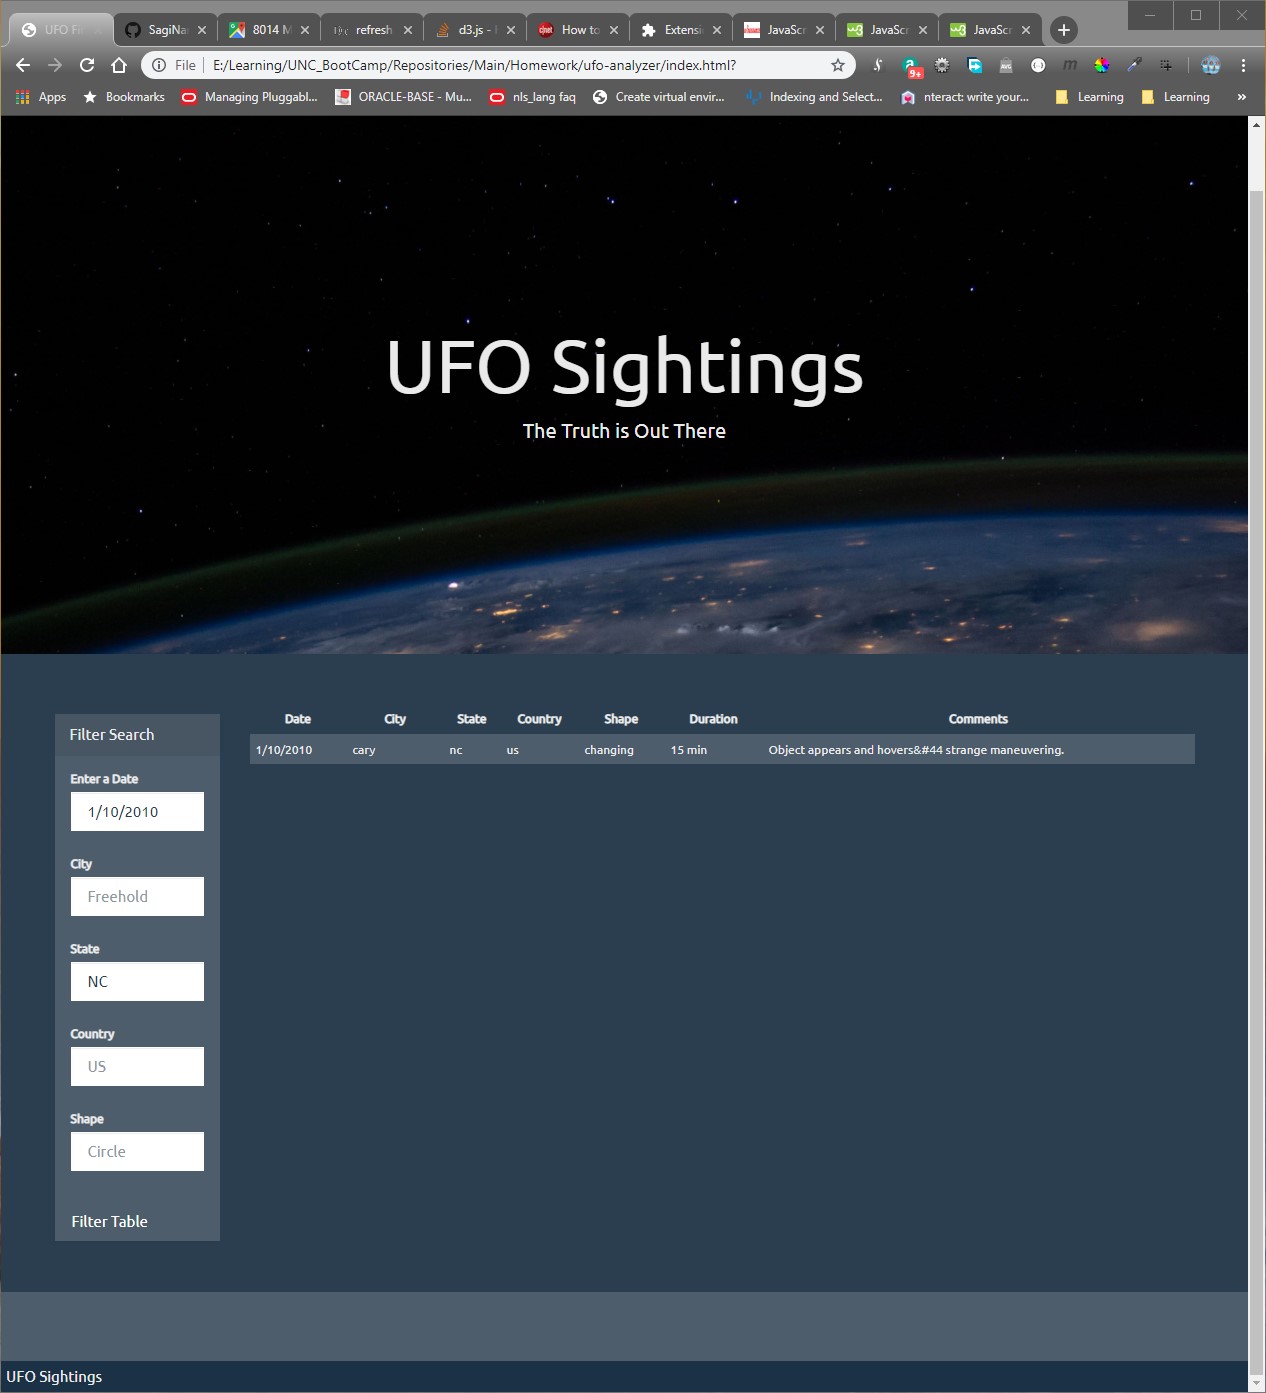 UFO Fi
SagiNa
8014 M
refresh
d3.js -
How to
Extensi
JavaScr
JavaScr
JavaScr
File
E:/Learning/UNC_BootCamp/Repositories/Main/Homework/ufo-analyzer/index.html?
9+
Apps
Bookmarks
Managing Pluggabl...
ORACLE-BASE - Mu...
nls_lang faq
Create virtual envir...
Indexing and Select...
nteract: write your...
Learning
Learning
»
UFO Sightings
The Truth is Out There
Date City State Country Shape Duration Comments
1/10/2010 cary nc us changing 15 min Object appears and hovers&#44 strange maneuvering.
Filter Search
Enter a Date
1/10/2010
City
Freehold
State
NC
Country
US
Shape
Circle
Filter Table
UFO Sightings